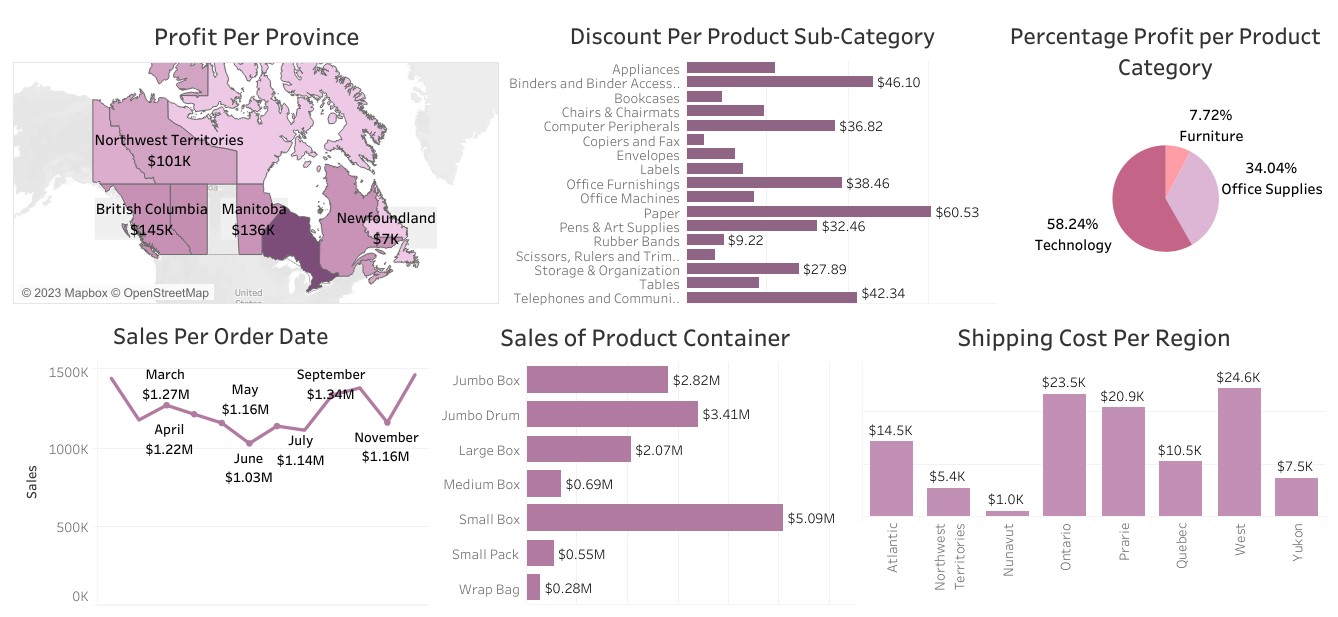 Profit Per Province
Northwest Territories
$101K
British Columbia
$145K
Manitoba
$136K
Newfoundland
$7K
© 2023 Mapbox © OpenStreetMap
United
States
Discount Per Product Sub-Category
Appliances
Binders and Binder Access.. $46.10
Bookcases
Chairs & Chairmats
Computer Peripherals $36.82
Copiers and Fax
Envelopes
Labels
Office Furnishings $38.46
Office Machines
Paper $60.53
Pens & Art Supplies $32.46
Rubber Bands $9.22
Scissors, Rulers and Trim..
Storage & Organization $27.89
Tables
Telephones and Communi.. $42.34
Percentage Profit per Product
Category
7.72%
Furniture
34.04%
Office Supplies
58.24%
Technology
Sales Per Order Date
Sales
1500K
1000K
500K
0K
March
$1.27M
April
$1.22M
May
$1.16M
June
$1.03M
July
$1.14M
September
$1.34M
November
$1.16M
Sales of Product Container
Jumbo Box $2.82M
Jumbo Drum $3.41M
Large Box $2.07M
Medium Box $0.69M
Small Box $5.09M
Small Pack $0.55M
Wrap Bag $0.28M
Shipping Cost Per Region
$14.5K
$5.4K
$1.0K
$23.5K
$20.9K
$10.5K
$24.6K
$7.5K
Atlantic
Northwest
Territories
Nunavut
Ontario
Prarie
Quebec
West
Yukon